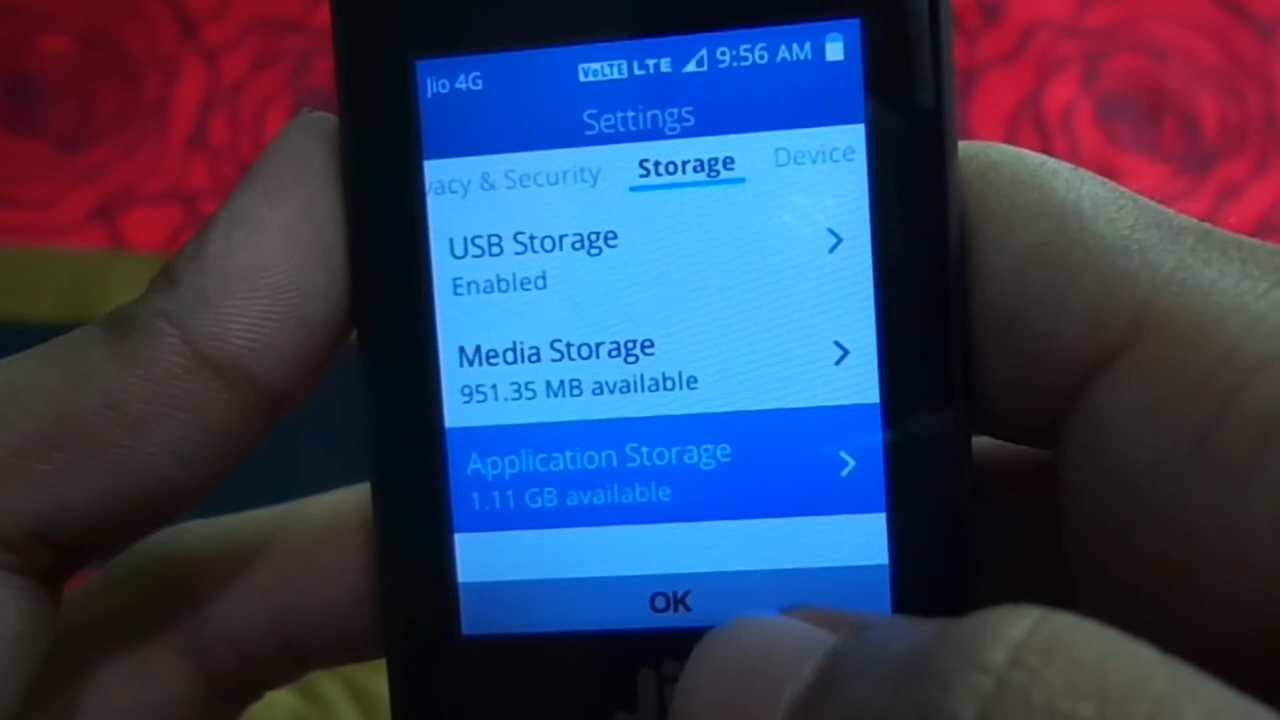 Jio 4G VoLTE LTE 9:56 AM
Settings
vacy & Security Storage Device
USB Storage
Enabled
Media Storage
951.35 MB available
Application Storage
1.11 GB available
OK